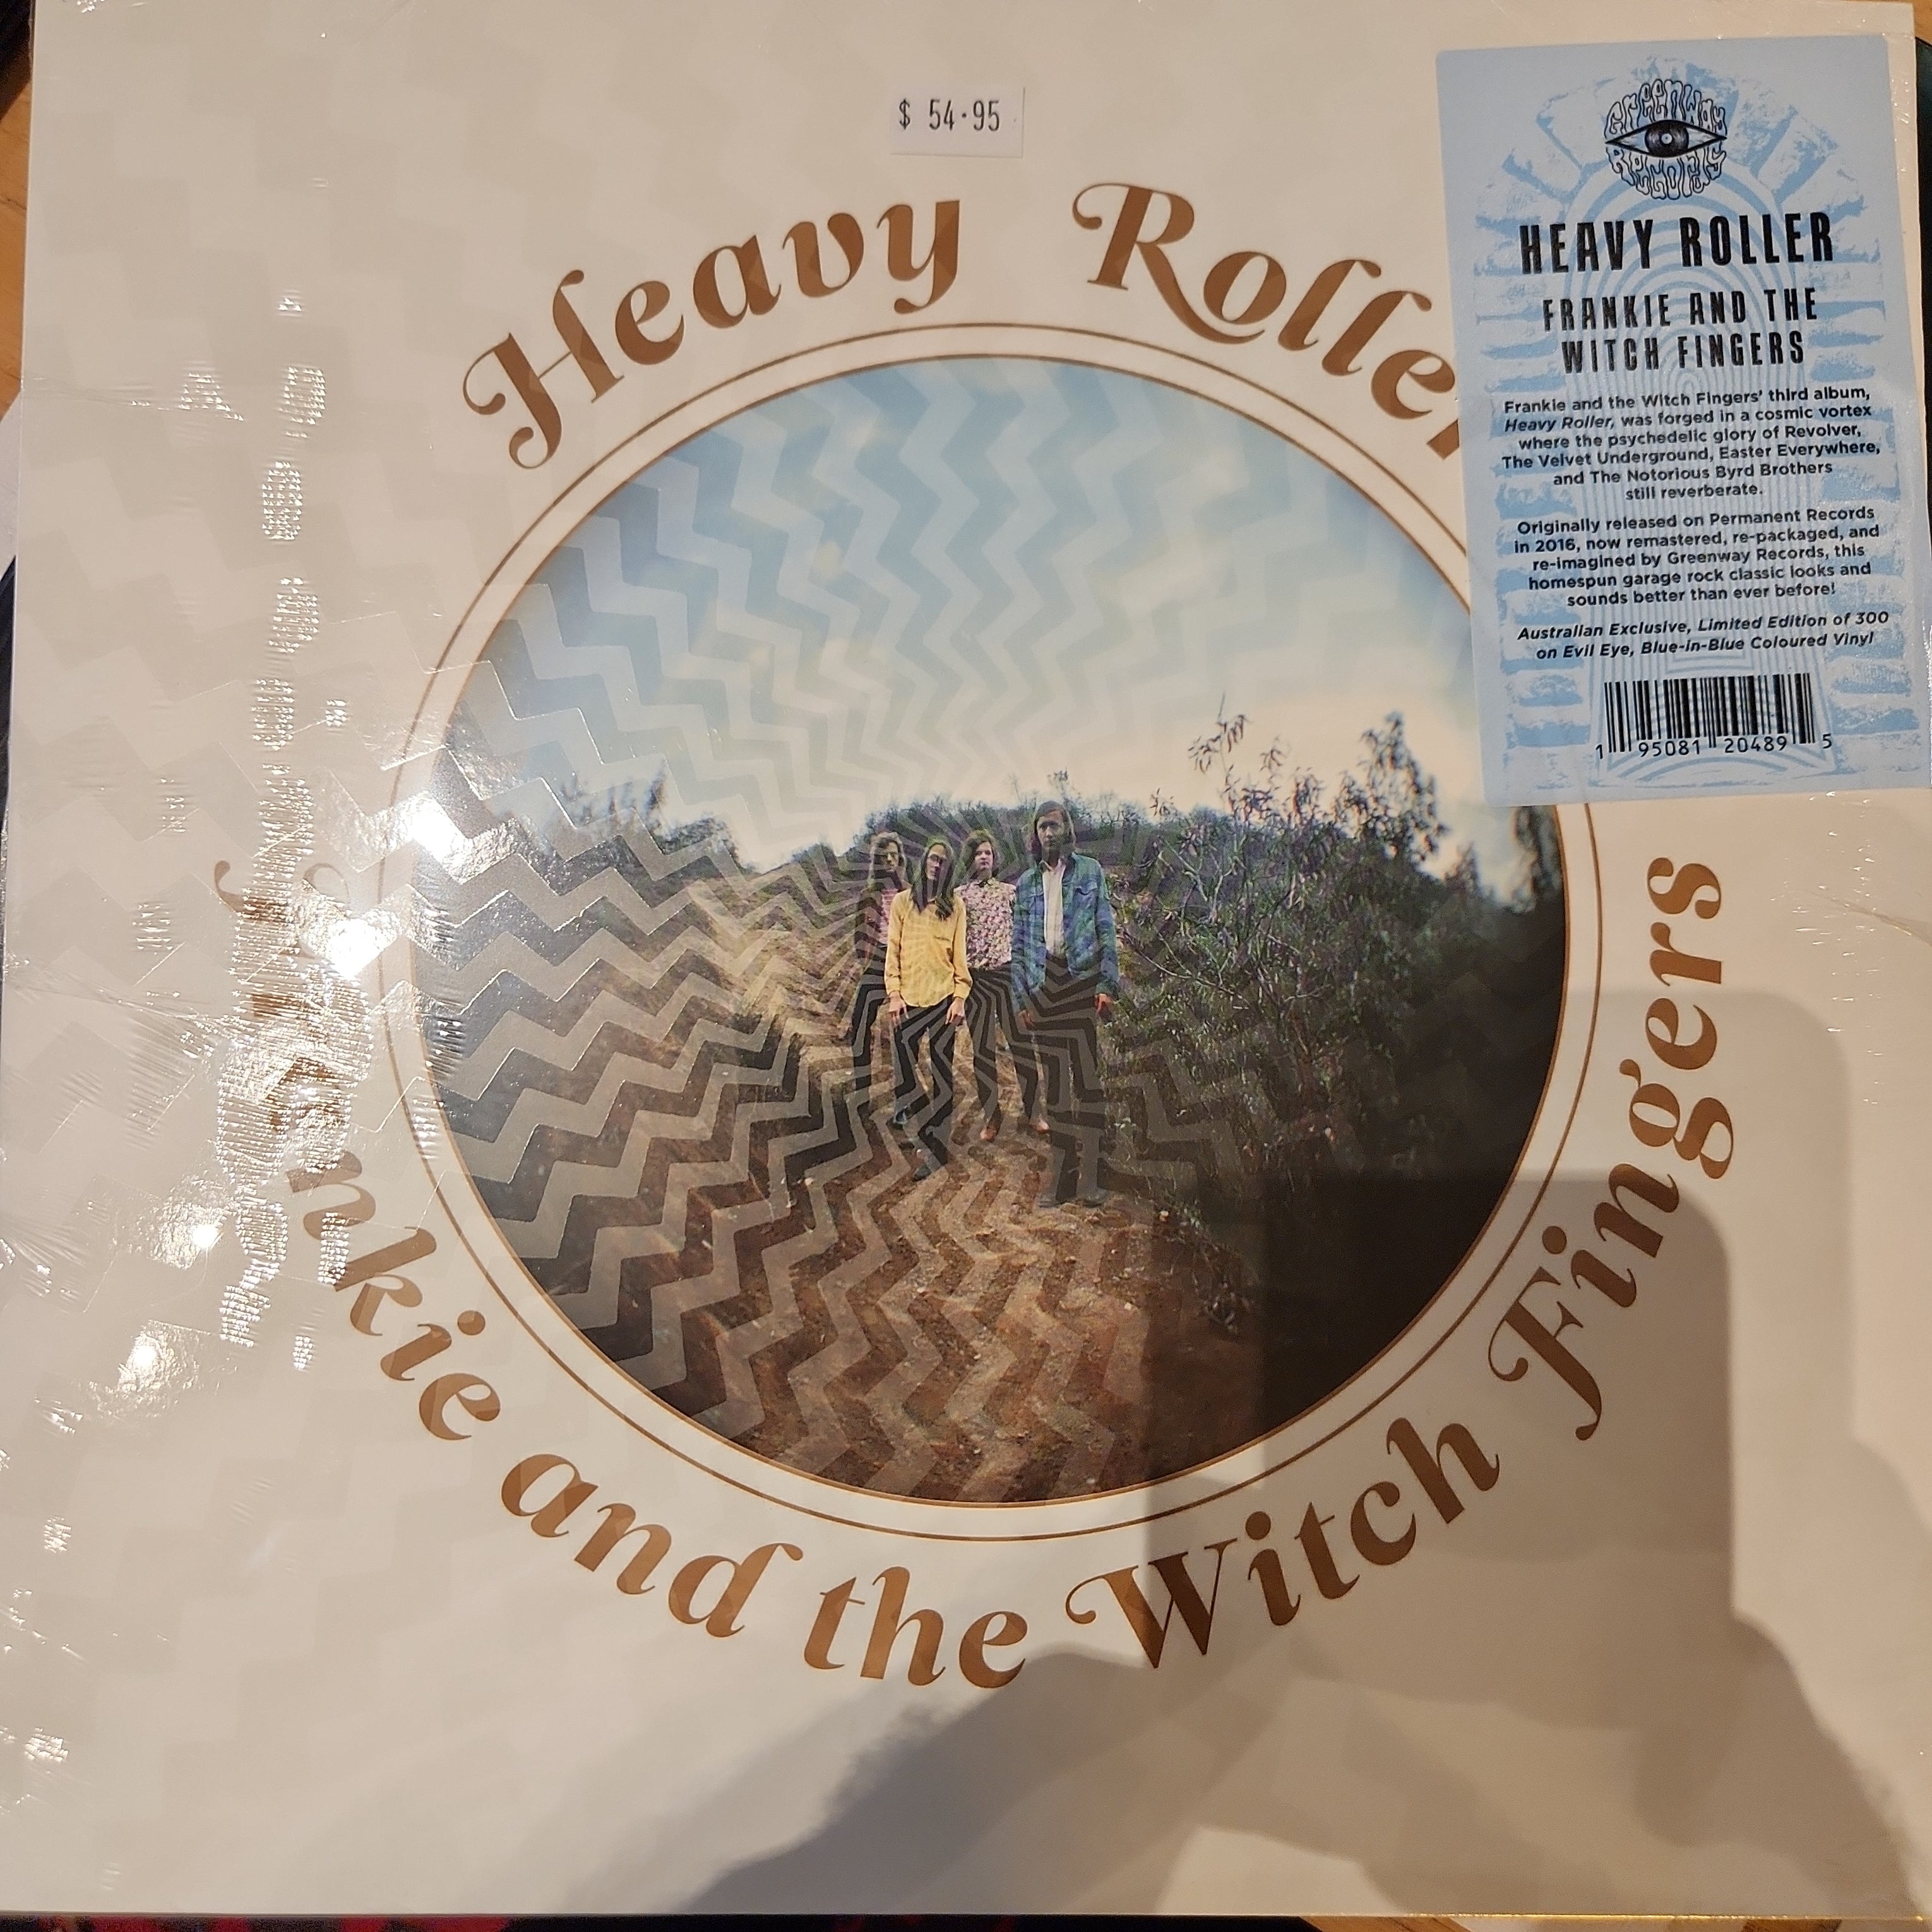 $ 54.95
Heavy Roller
GREENWAY
RECORDS
HEAVY ROLLER
FRANKIE AND THE
WITCH FINGERS
Frankie and the Witch Fingers' third album,
Heavy Roller, was forged in a cosmic vortex
where the psychedelic glory of Revolver,
The Velvet Underground, Easter Everywhere,
and The Notorious Byrd Brothers
still reverberate.
Originally released on Permanent Records
in 2016, now remastered, re-packaged, and
re-imagined by Greenway Records, this
homespun garage rock classic looks and
sounds better than ever before!
Australian Exclusive, Limited Edition of 300
on Evil Eye, Blue-in-Blue Coloured Vinyl
1 95081 20489 5
Frankie and the Witch Fingers